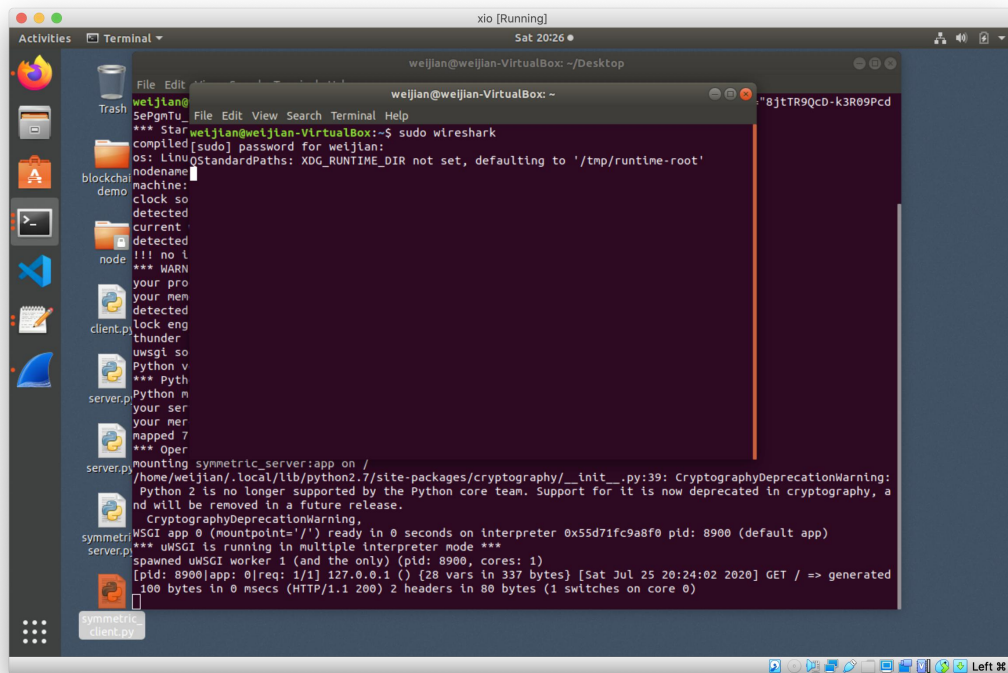 xio [Running]
Activities Terminal Sat 20:26
weijian@weijian-VirtualBox: ~/Desktop
File Edit
Trash
blockchai
demo
node
client.py
server.py
server.py
symmetri
server.py
symmetric_
client.py
weijian@
="8jtTR9QcD-k3R09Pcd
5ePgmTu_
*** Star
compiled
os: Linu
nodename
machine:
clock so
detected
current
detected
!!! no i
*** WARN
your pro
your mem
detected
lock eng
thunder
uwsgi so
Python v
*** Pyth
Python m
your ser
your mer
mapped 7
*** Oper
weijian@weijian-VirtualBox: ~
File Edit View Search Terminal Help
weijian@weijian-VirtualBox:~$ sudo wireshark
[sudo] password for weijian:
QStandardPaths: XDG_RUNTIME_DIR not set, defaulting to '/tmp/runtime-root'
mounting symmetric_server:app on /
/home/weijian/.local/lib/python2.7/site-packages/cryptography/__init__.py:39: CryptographyDeprecationWarning:
Python 2 is no longer supported by the Python core team. Support for it is now deprecated in cryptography, a
nd will be removed in a future release.
CryptographyDeprecationWarning,
WSGI app 0 (mountpoint='/') ready in 0 seconds on interpreter 0x55d71fc9a8f0 pid: 8900 (default app)
*** uWSGI is running in multiple interpreter mode ***
spawned uWSGI worker 1 (and the only) (pid: 8900, cores: 1)
[pid: 8900|app: 0|req: 1/1] 127.0.0.1 () {28 vars in 337 bytes} [Sat Jul 25 20:24:02 2020] GET / => generated
100 bytes in 0 msecs (HTTP/1.1 200) 2 headers in 80 bytes (1 switches on core 0)
Left ⌘